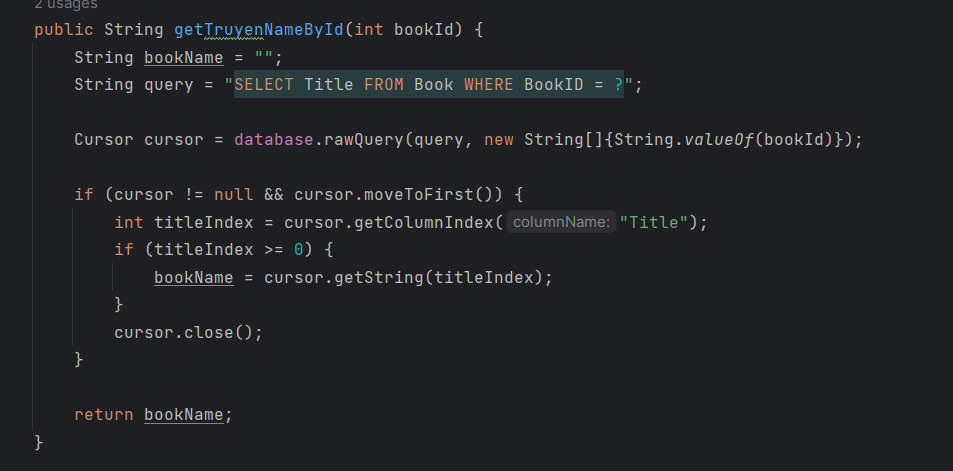 2 usages
public String getTruyenNameById(int bookId) {
String bookName = "";
String query = "SELECT Title FROM Book WHERE BookID = ?";
Cursor cursor = database.rawQuery(query, new String[]{String.valueOf(bookId)});
if (cursor != null && cursor.moveToFirst()) {
int titleIndex = cursor.getColumnIndex( columnName: "Title");
if (titleIndex >= 0) {
bookName = cursor.getString(titleIndex);
}
cursor.close();
}
return bookName;
}